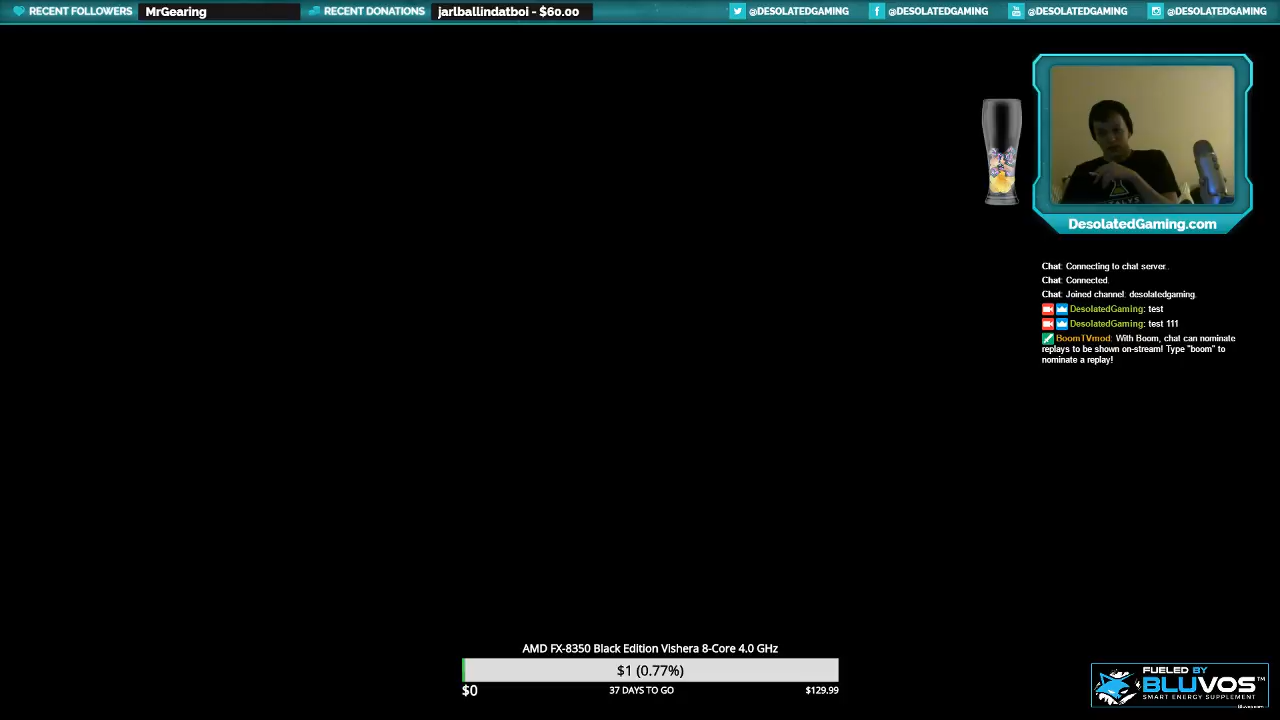 RECENT FOLLOWERS MrGearing RECENT DONATIONS jarlballindatboi - $60.00 @DESOLATEDGAMING @DESOLATEDGAMING @DESOLATEDGAMING @DESOLATEDGAMING
DesolatedGaming.com
Chat: Connecting to chat server..
Chat: Connected.
Chat: Joined channel: desolatedgaming.
DesolatedGaming: test
DesolatedGaming: test 111
BoomTVmod: With Boom, chat can nominate
replays to be shown on-stream! Type "boom" to
nominate a replay!
AMD FX-8350 Black Edition Vishera 8-Core 4.0 GHz
$1 (0.77%)
$0 37 DAYS TO GO $129.99
FUELED BY
BLUVOS™
SMART ENERGY SUPPLEMENT
Bluvos.com